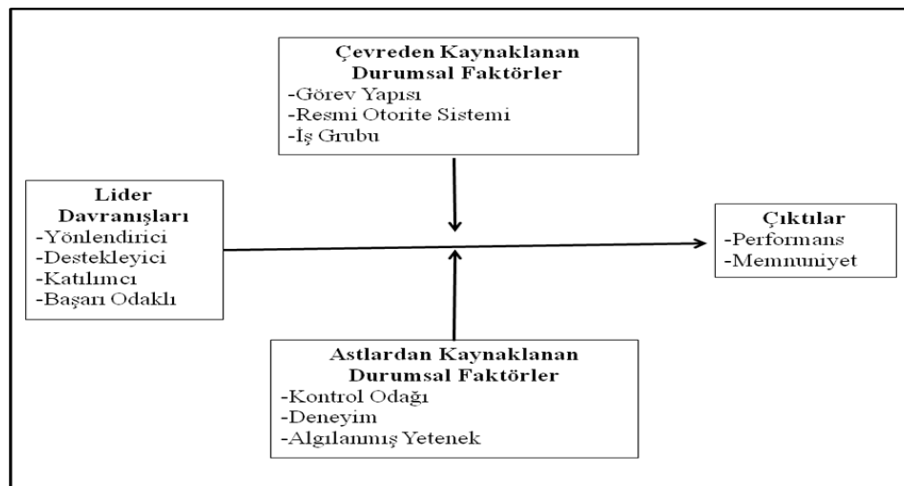 Çevreden Kaynaklanan
Durumsal Faktörler
-Görev Yapısı
-Resmi Otorite Sistemi
-İş Grubu
Lider
Davranışları
-Yönlendirici
-Destekleyici
-Katılımcı
-Başarı Odaklı
Çıktılar
-Performans
-Memnuniyet
Astlardan Kaynaklanan
Durumsal Faktörler
-Kontrol Odağı
-Deneyim
-Algılanmış Yetenek